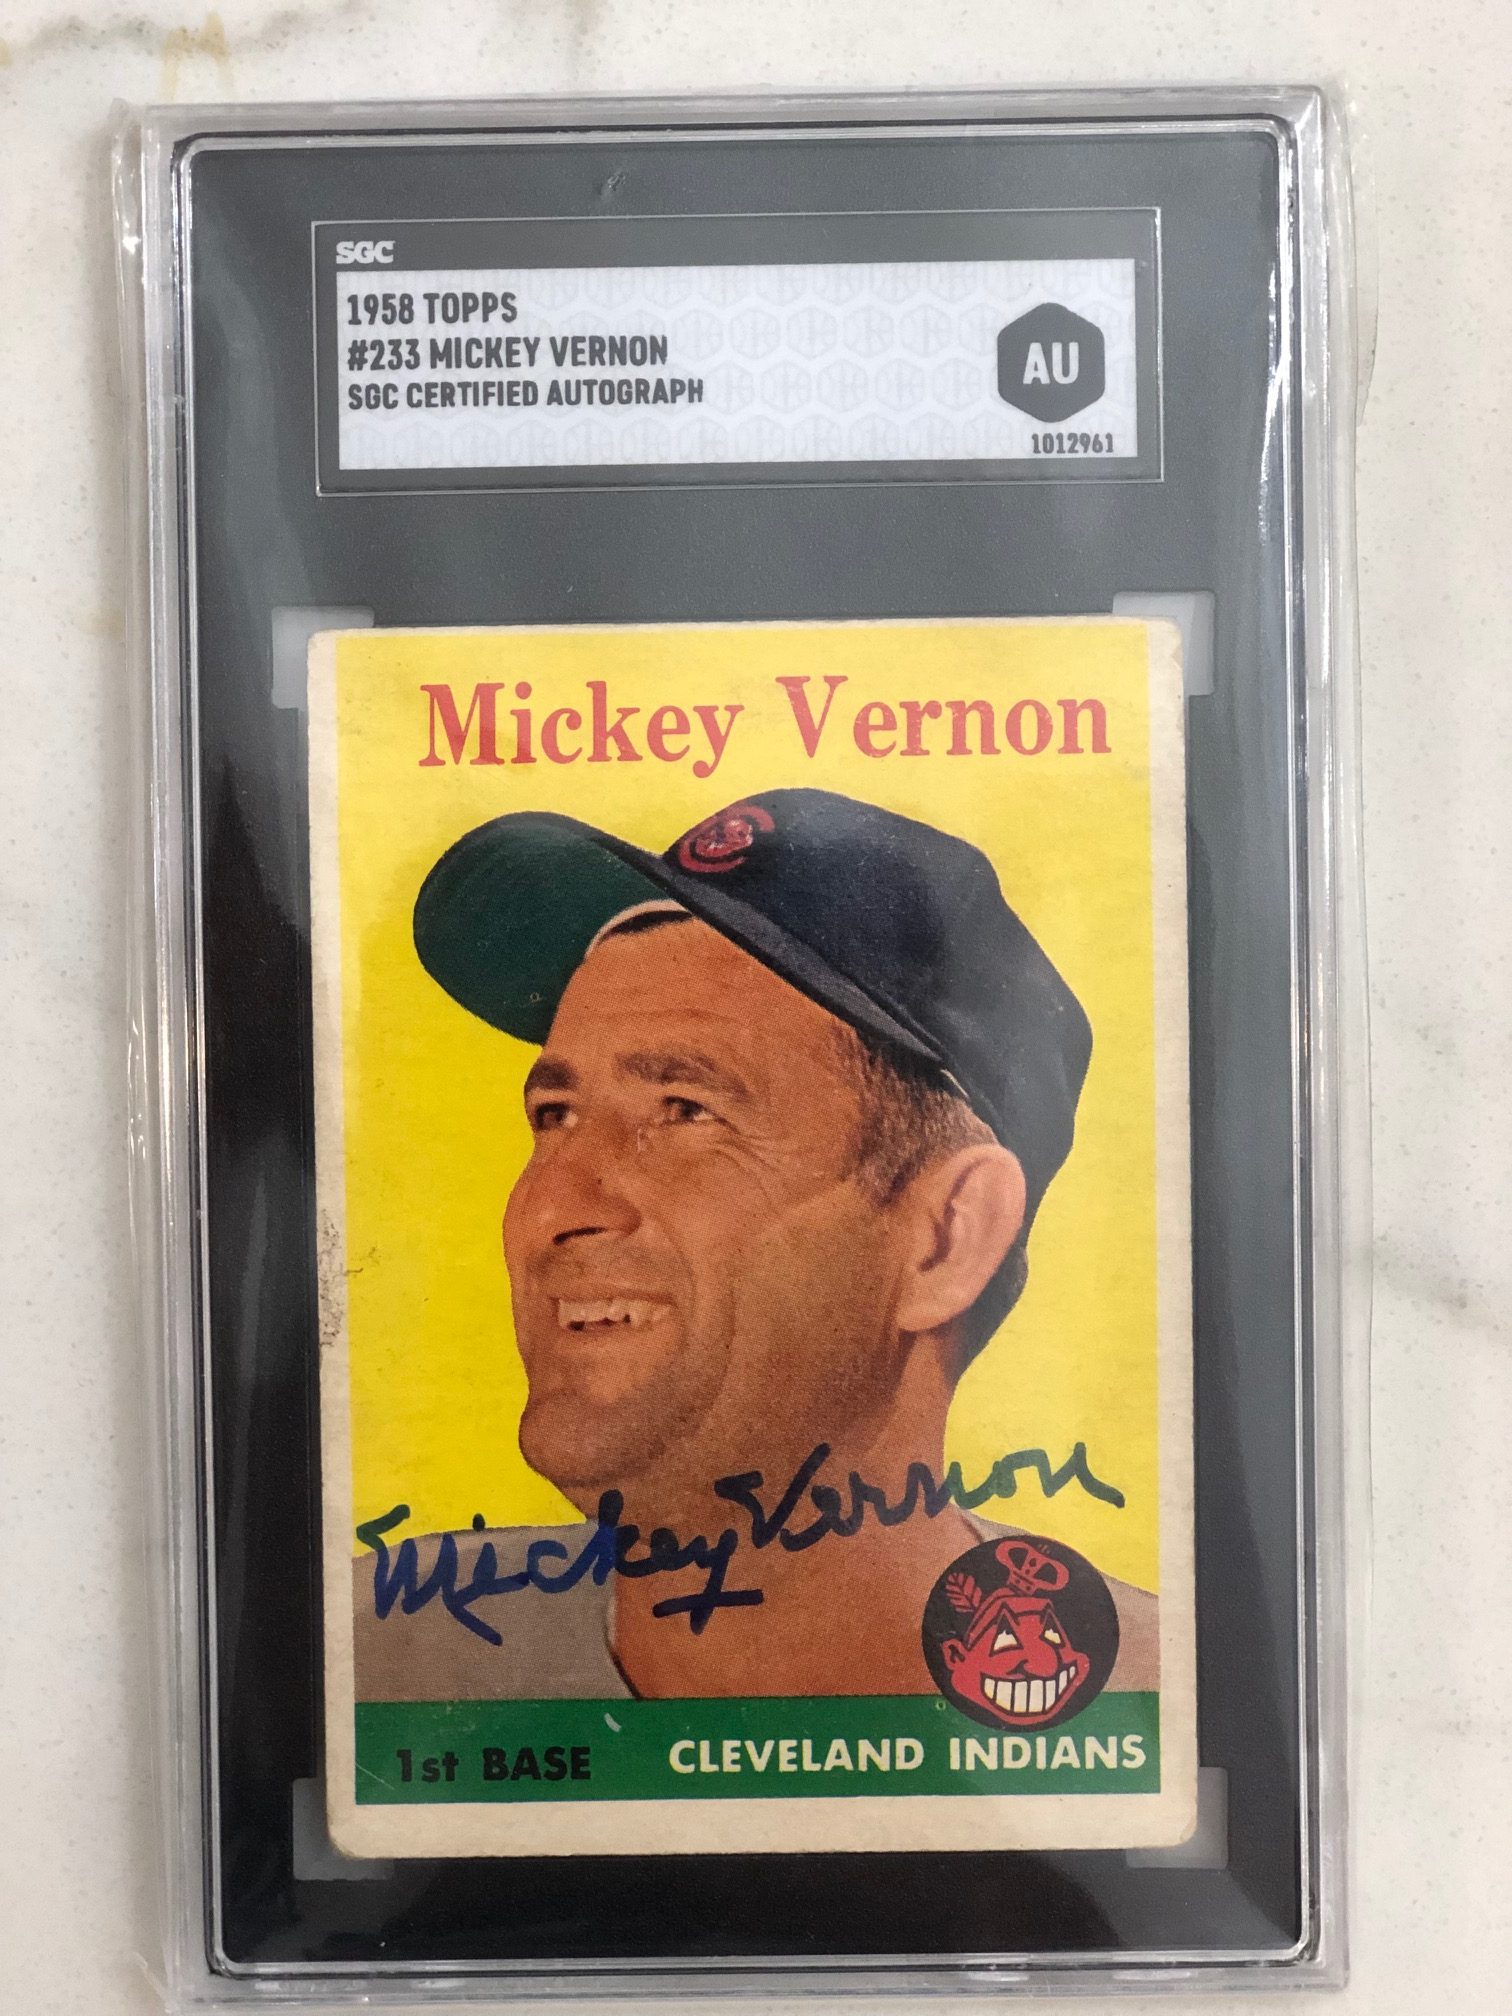 SGC
1958 TOPPS
#233 MICKEY VERNON
SGC CERTIFIED AUTOGRAPH
AU
1012961
Mickey Vernon
C
Mickey Vernon
1st BASE
CLEVELAND INDIANS